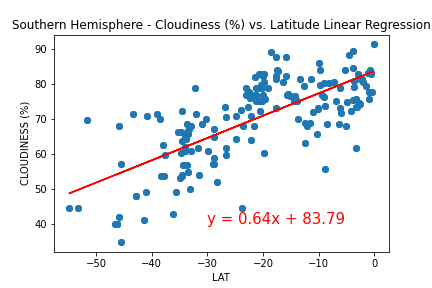 Southern Hemisphere - Cloudiness (%) vs. Latitude Linear Regression
CLOUDINESS (%)
90
80
70
60
50
40
y = 0.64x + 83.79
−50 −40 −30 −20 −10 0
LAT